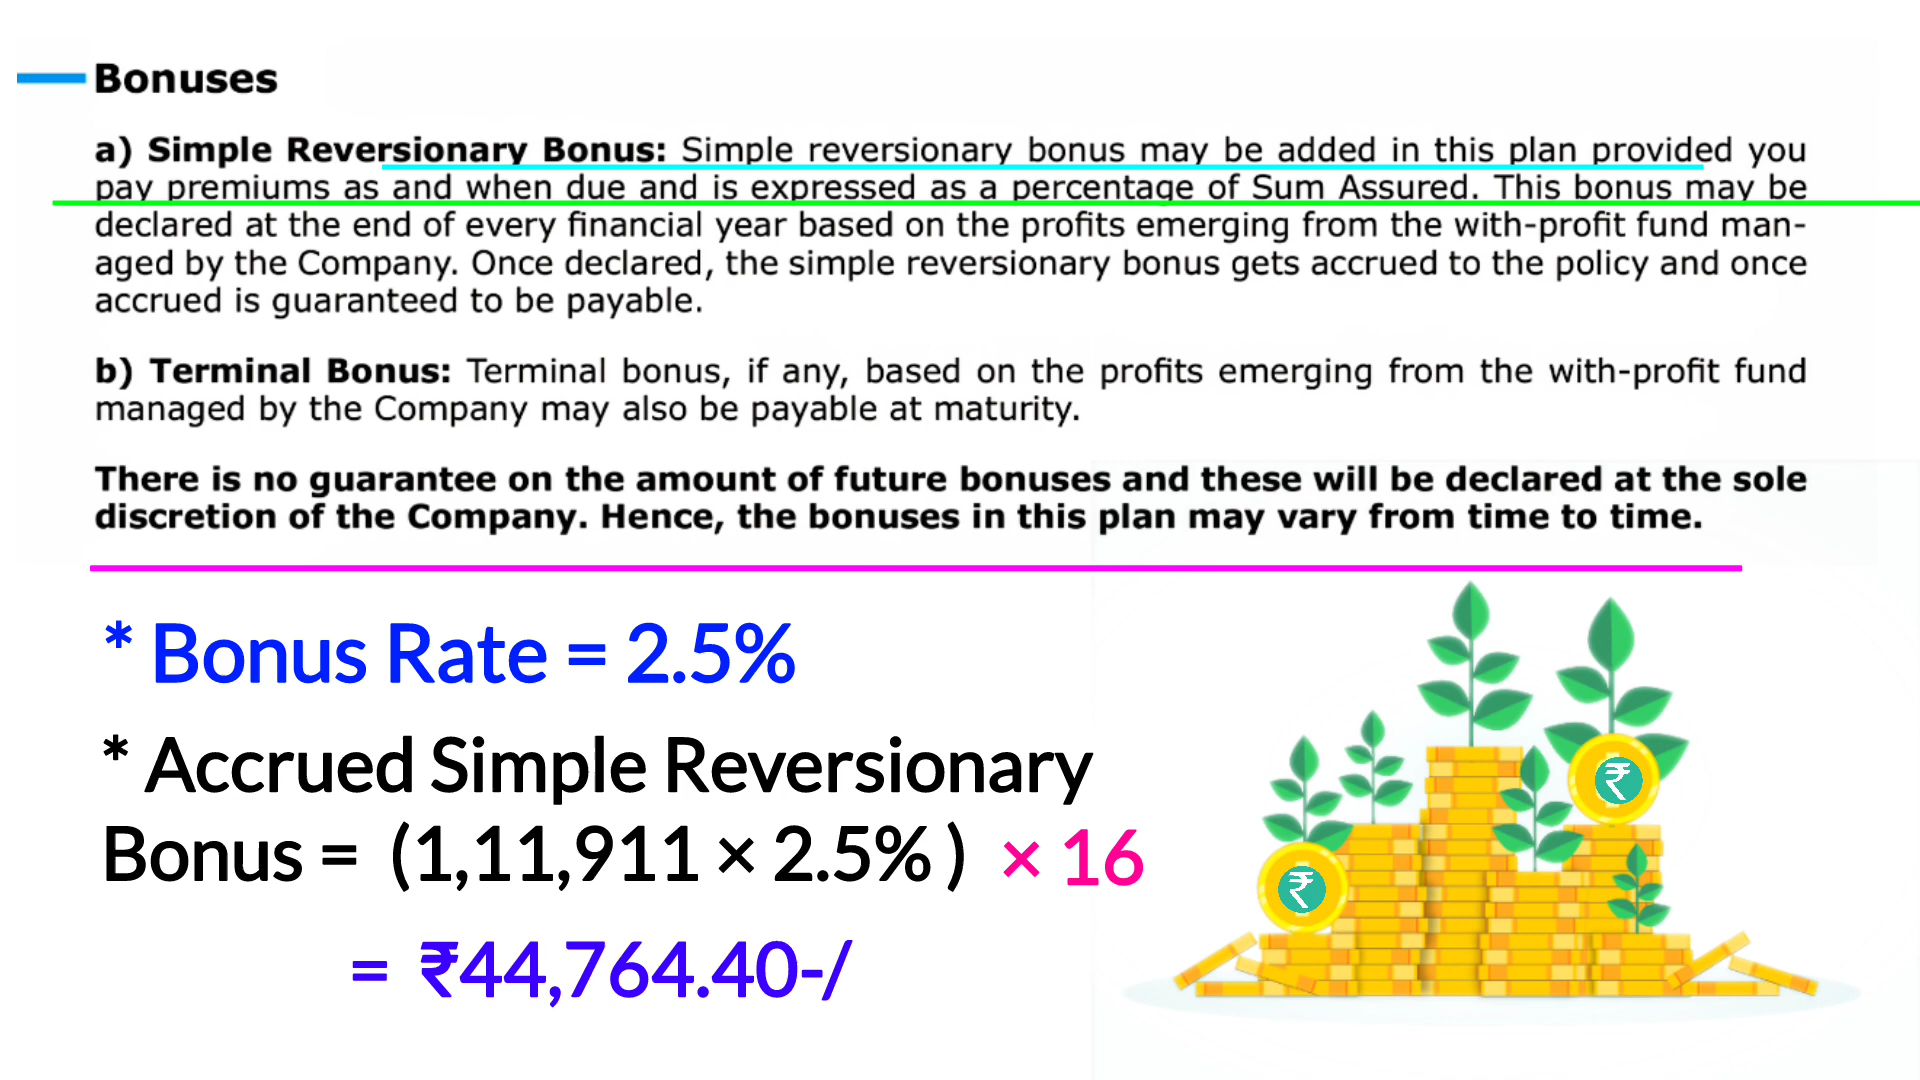 Bonuses
a) Simple Reversionary Bonus: Simple reversionary bonus may be added in this plan provided you
pay premiums as and when due and is expressed as a percentage of Sum Assured. This bonus may be
declared at the end of every financial year based on the profits emerging from the with-profit fund man-
aged by the Company. Once declared, the simple reversionary bonus gets accrued to the policy and once
accrued is guaranteed to be payable.
b) Terminal Bonus: Terminal bonus, if any, based on the profits emerging from the with-profit fund
managed by the Company may also be payable at maturity.
There is no guarantee on the amount of future bonuses and these will be declared at the sole
discretion of the Company. Hence, the bonuses in this plan may vary from time to time.
* Bonus Rate = 2.5%
* Accrued Simple Reversionary
Bonus = (1,11,911 × 2.5% ) × 16
= ₹44,764.40-/
₹
₹